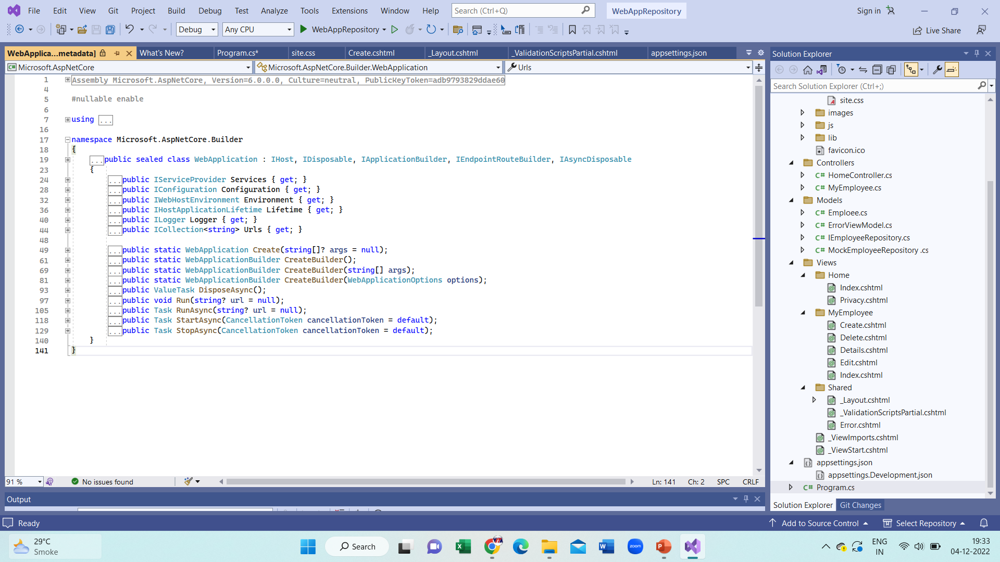 File Edit View Git Project Build Debug Test Analyze Tools Extensions Window Help Search (Ctrl+Q) WebAppRepository Sign in
Debug Any CPU WebAppRepository Live Share
WebApplica...metadata] What's New? Program.cs* site.css Create.cshtml _Layout.cshtml _ValidationScriptsPartial.cshtml appsettings.json
Microsoft.AspNetCore Microsoft.AspNetCore.Builder.WebApplication Urls
1 Assembly Microsoft.AspNetCore, Version=6.0.0.0, Culture=neutral, PublicKeyToken=adb9793829ddae60
4
5 #nullable enable
6
7 using ...
16
17 namespace Microsoft.AspNetCore.Builder
18 {
19 ...public sealed class WebApplication : IHost, IDisposable, IApplicationBuilder, IEndpointRouteBuilder, IAsyncDisposable
23 {
24 ...public IServiceProvider Services { get; }
28 ...public IConfiguration Configuration { get; }
32 ...public IWebHostEnvironment Environment { get; }
36 ...public IHostApplicationLifetime Lifetime { get; }
40 ...public ILogger Logger { get; }
44 ...public ICollection<string> Urls { get; }
48
49 ...public static WebApplication Create(string[]? args = null);
61 ...public static WebApplicationBuilder CreateBuilder();
69 ...public static WebApplicationBuilder CreateBuilder(string[] args);
81 ...public static WebApplicationBuilder CreateBuilder(WebApplicationOptions options);
93 ...public ValueTask DisposeAsync();
97 ...public void Run(string? url = null);
105 ...public Task RunAsync(string? url = null);
118 ...public Task StartAsync(CancellationToken cancellationToken = default);
129 ...public Task StopAsync(CancellationToken cancellationToken = default);
140 }
141 }
91 % No issues found Ln: 141 Ch: 2 SPC CRLF
Output
Solution Explorer
Search Solution Explorer (Ctrl+;)
site.css
images
js
lib
favicon.ico
Controllers
C# HomeController.cs
C# MyEmployee.cs
Models
C# Emploee.cs
C# ErrorViewModel.cs
C# IEmployeeRepository.cs
C# MockEmployeeRepository .cs
Views
Home
Index.cshtml
Privacy.cshtml
MyEmployee
Create.cshtml
Delete.cshtml
Details.cshtml
Edit.cshtml
Index.cshtml
Shared
_Layout.cshtml
_ValidationScriptsPartial.cshtml
Error.cshtml
_ViewImports.cshtml
_ViewStart.cshtml
appsettings.json
appsettings.Development.json
C# Program.cs
Solution Explorer Git Changes
Ready Add to Source Control Select Repository
29°C
Smoke
Search
zoom
ENG
IN
19:33
04-12-2022